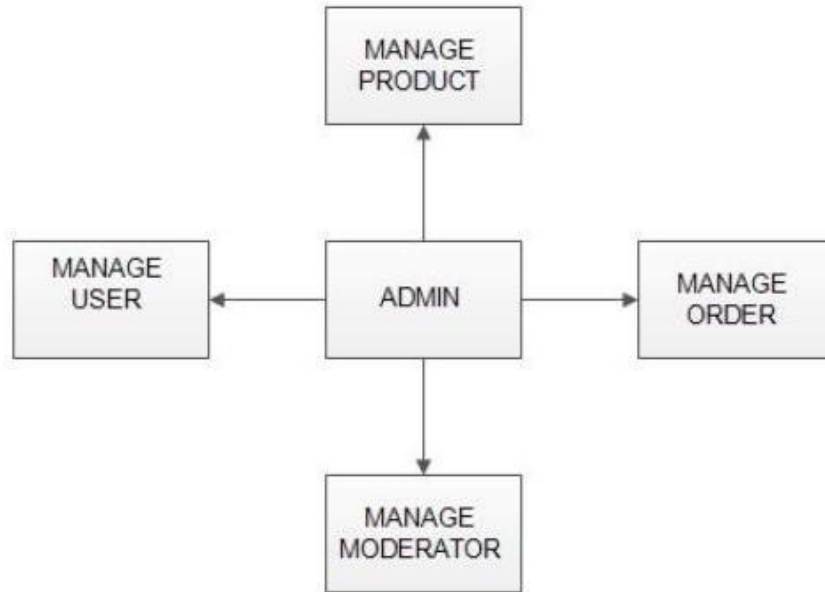 MANAGE
PRODUCT
MANAGE
USER
ADMIN
MANAGE
ORDER
MANAGE
MODERATOR